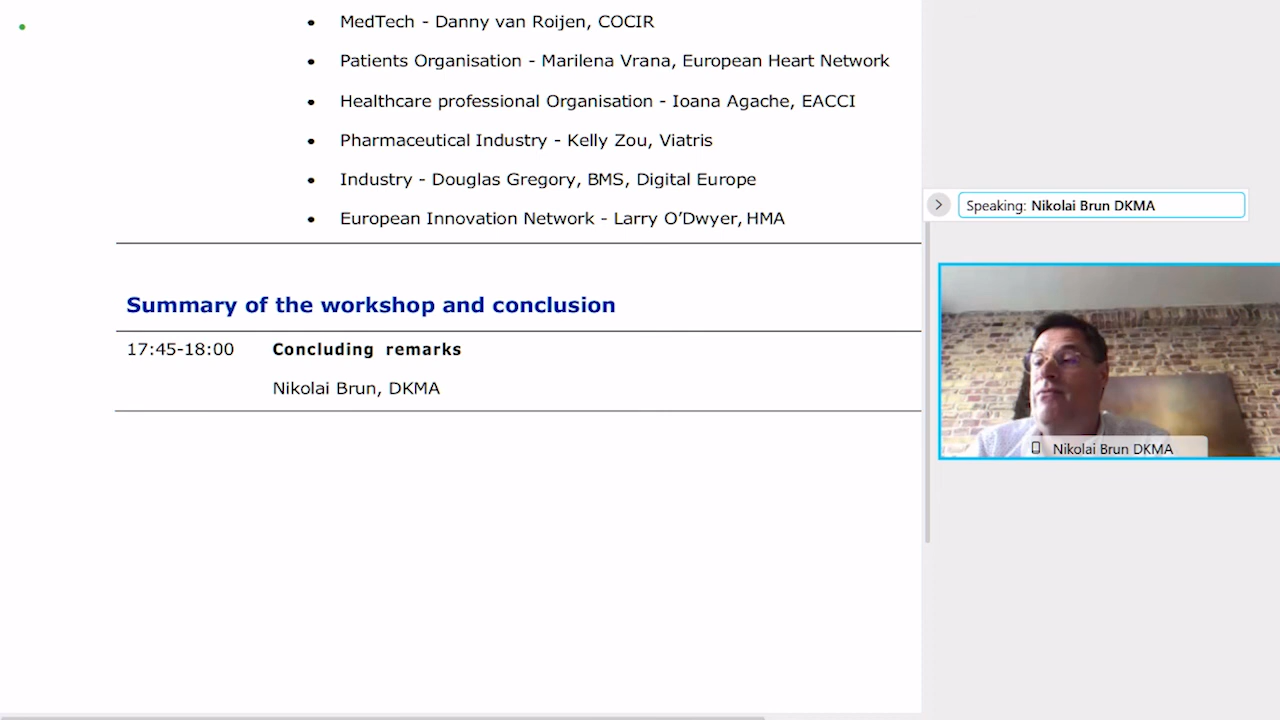 • MedTech - Danny van Roijen, COCIR
• Patients Organisation - Marilena Vrana, European Heart Network
• Healthcare professional Organisation - Ioana Agache, EACCI
• Pharmaceutical Industry - Kelly Zou, Viatris
• Industry - Douglas Gregory, BMS, Digital Europe
• European Innovation Network - Larry O’Dwyer, HMA
Summary of the workshop and conclusion
17:45-18:00 Concluding remarks
Nikolai Brun, DKMA
Speaking: Nikolai Brun DKMA
Nikolai Brun DKMA